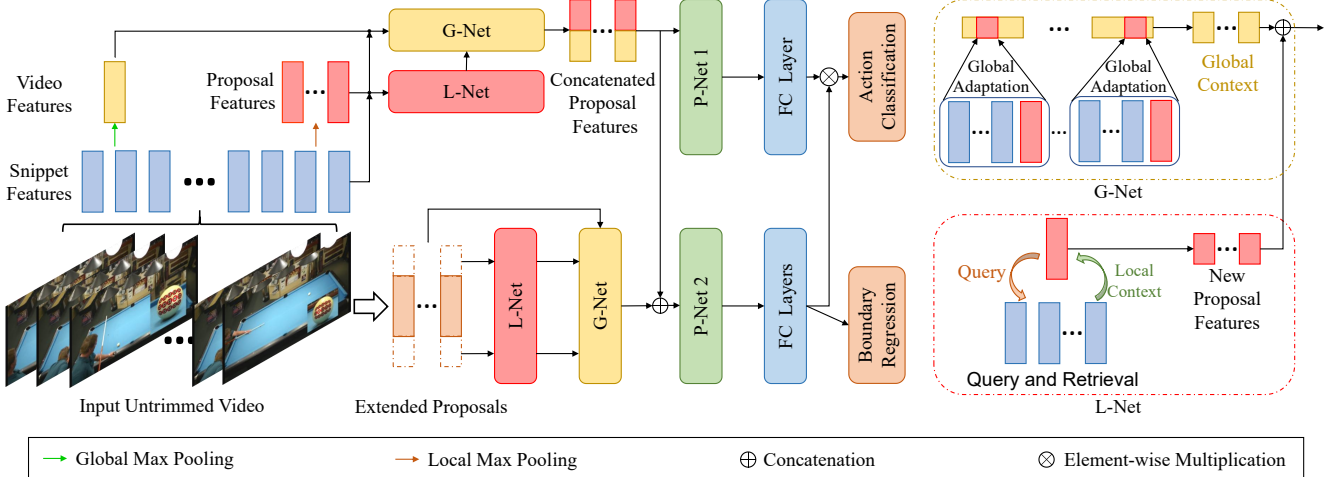 Video
Features
Proposal
Features
Snippet
Features
G-Net
L-Net
Concatenated
Proposal
Features
P-Net 1
FC Layer
Action
Classification
Input Untrimmed Video
Extended Proposals
L-Net
G-Net
P-Net 2
FC Layers
Boundary
Regression
Global
Adaptation
Global
Adaptation
Global
Context
G-Net
Query
Local
Context
New
Proposal
Features
Query and Retrieval
L-Net
Global Max Pooling
Local Max Pooling
Concatenation
Element-wise Multiplication